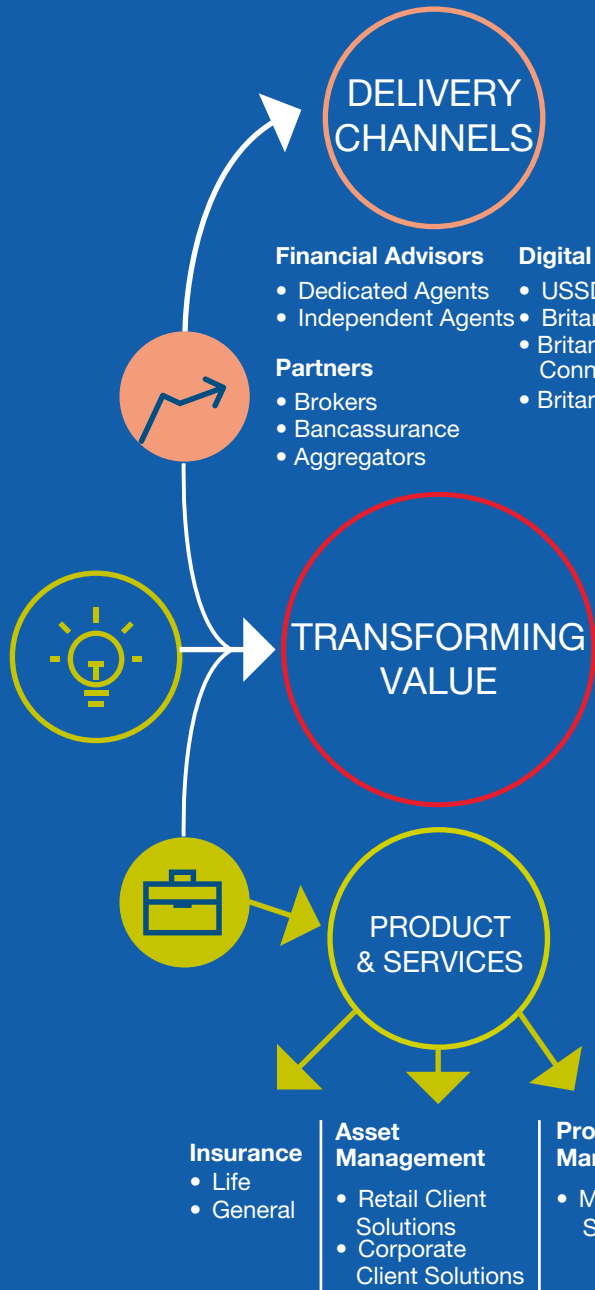 DELIVERY
CHANNELS
Financial Advisors
• Dedicated Agents
• Independent Agents
Partners
• Brokers
• Bancassurance
• Aggregators
Digital
TRANSFORMING
VALUE
PRODUCT
& SERVICES
Insurance
• Life
• General
Asset
Management
• Retail Client
Solutions
• Corporate
Client Solutions